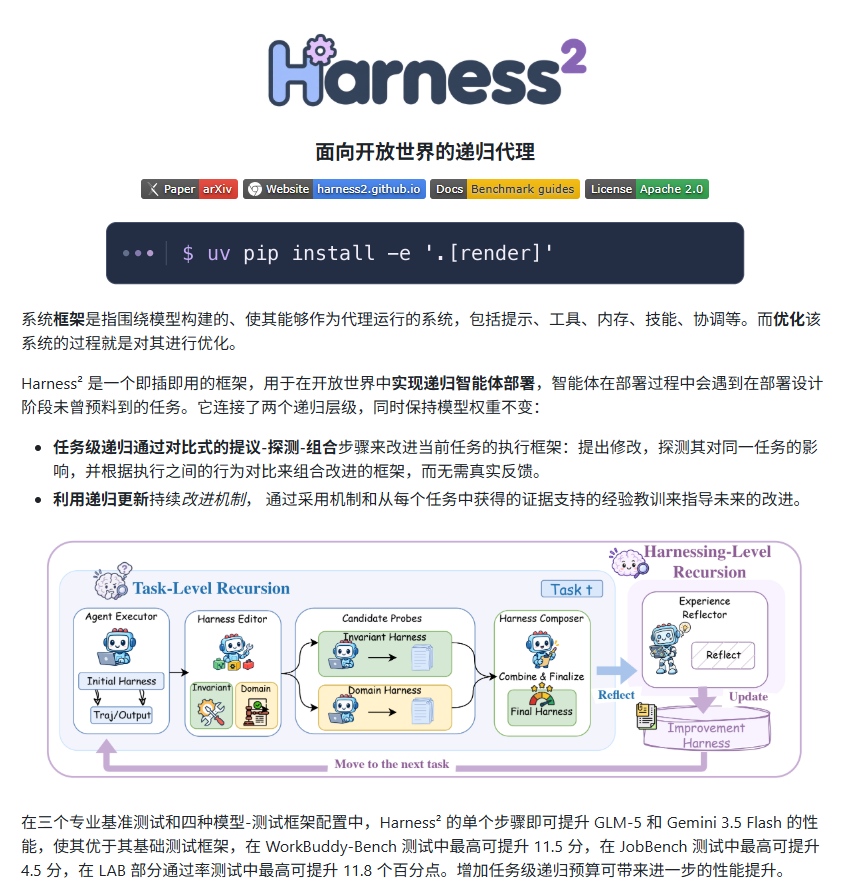 Harness²
面向开放世界的递归代理
Paper arXiv Website harness2.github.io Docs Benchmark guides License Apache 2.0
$ uv pip install -e '.[render]'
系统框架是指围绕模型构建的、使其能够作为代理运行的系统，包括提示、工具、内存、技能、协调等。而优化该
系统的过程就是对其进行优化。
Harness² 是一个即插即用的框架，用于在开放世界中实现递归智能体部署，智能体在部署过程中会遇到在部署设计
阶段未曾预料到的任务。它连接了两个递归层级，同时保持模型权重不变：
任务级递归通过对比式的提议-探测-组合步骤来改进当前任务的执行框架：提出修改，探测其对同一任务的影
响，并根据执行之间的行为对比来组合改进的框架，而无需真实反馈。
利用递归更新持续改进机制， 通过采用机制和从每个任务中获得的证据支持的经验教训来指导未来的改进。
Task-Level Recursion
Task t
Harnessing-Level
Recursion
Agent Executor
Initial Harness
Traj/Output
Harness Editor
Invariant
Domain
Candidate Probes
Invariant Harness
Domain Harness
Harness Composer
Combine & Finalize
Final Harness
Reflect
Experience
Reflector
Reflect
Update
Improvement
Harness
Move to the next task
在三个专业基准测试和四种模型-测试框架配置中，Harness² 的单个步骤即可提升 GLM-5 和 Gemini 3.5 Flash 的性
能，使其优于其基础测试框架，在 WorkBuddy-Bench 测试中最高可提升 11.5 分，在 JobBench 测试中最高可提升
4.5 分，在 LAB 部分通过率测试中最高可提升 11.8 个百分点。增加任务级递归预算可带来进一步的性能提升。